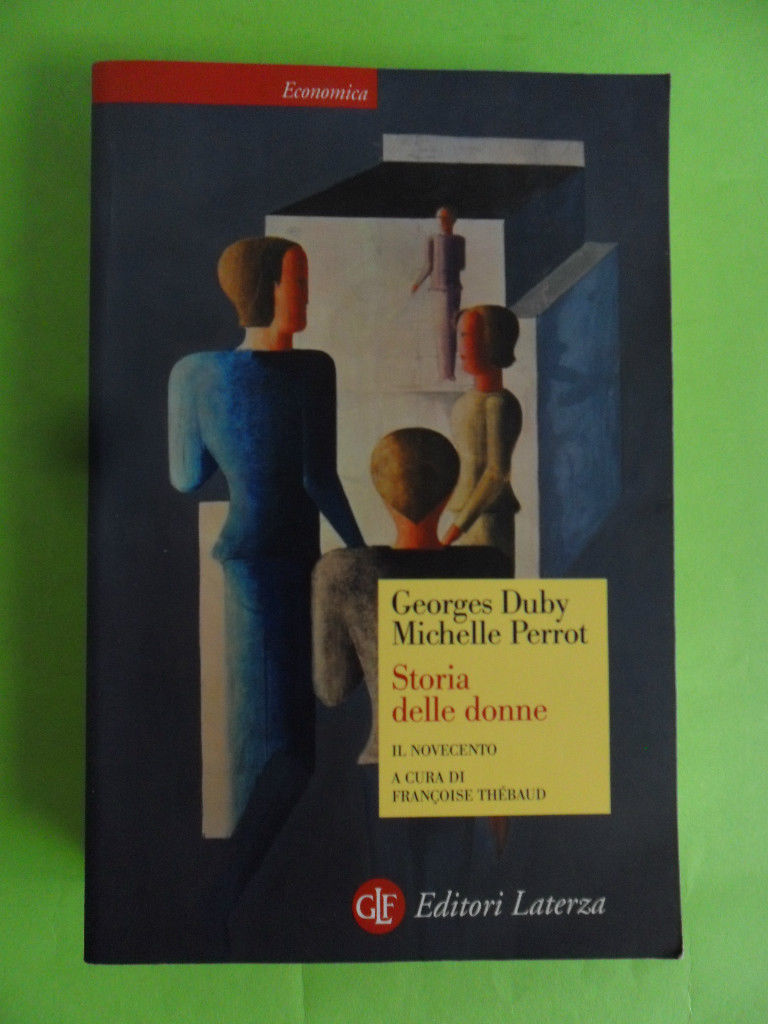 Economica
Georges Duby
Michelle Perrot
Storia
delle donne
IL NOVECENTO
A CURA DI
FRANÇOISE THÉBAUD
GLF Editori Laterza